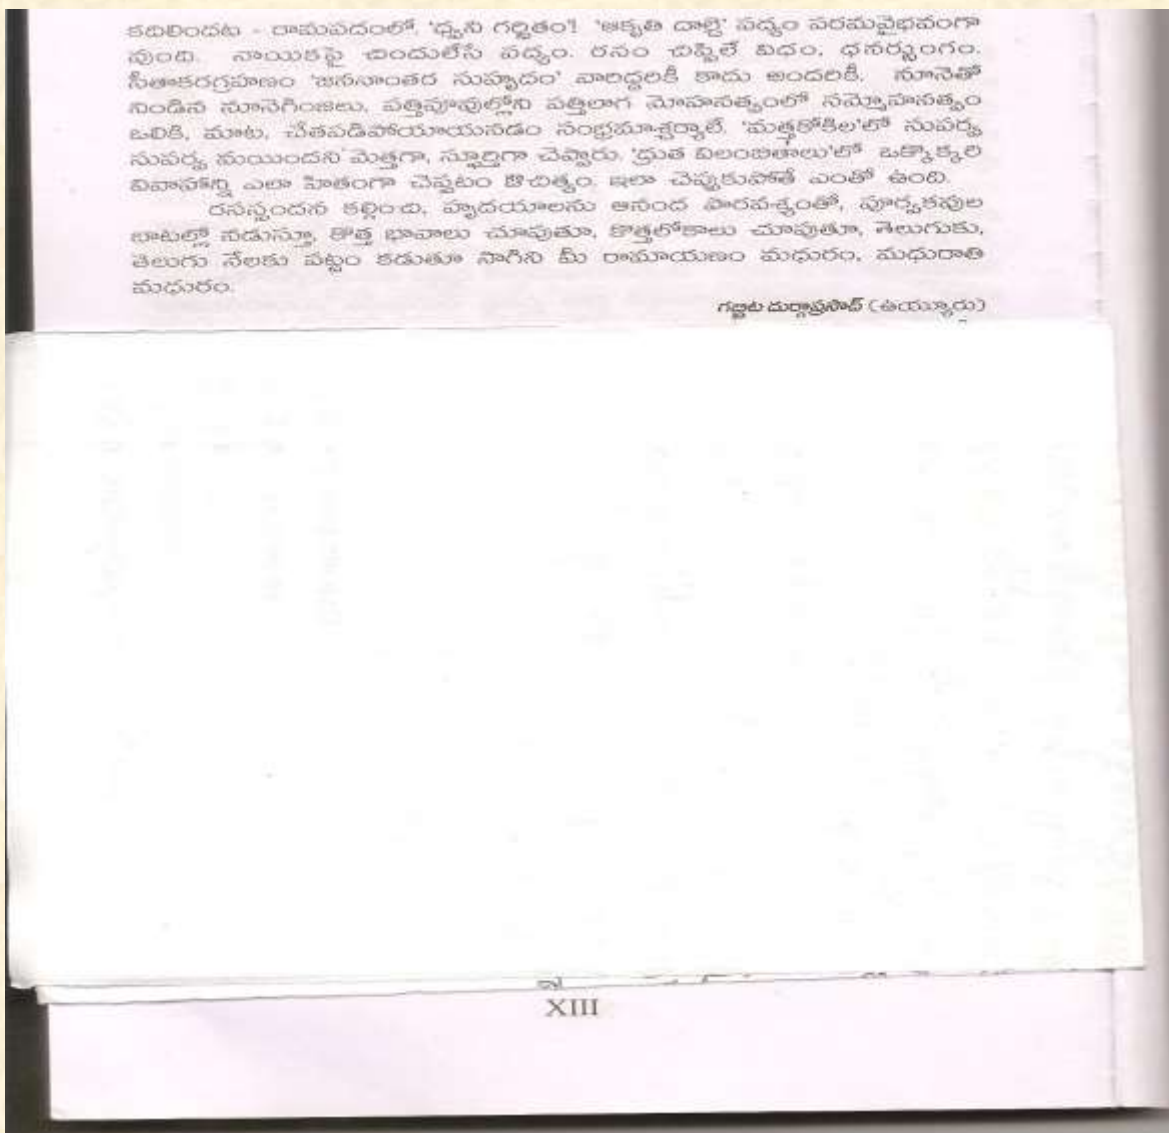 కదిలిందట - రామపదంలో, 'ధ్వని గర్భితం'! 'ఆకృతి దాల్చె' పద్యం పరమవైభవంగా
వుంది. నాయికపై చిందులేసే పద్యం. రసం చిప్పిలే విధం, ధనుర్భంగం.
సీతాకరగ్రహణం 'జననాంతర సుహృదం' వారిద్దరికీ కాదు అందరికీ. నూనెతో
నిండిన నూనెగింజలు, పత్తిపూవుల్లోని పత్తిలాగ మోహనత్వంలో సమ్మోహనత్వం
ఒలికి, మాట, చేతపడిపోయాయనడం సంభ్రమాశ్చర్యాలే. 'మత్తకోకిల'లో సుపర్వ
సుపర్వ మయిందని మెత్తగా, స్ఫూర్తిగా చెప్పారు. 'ద్రుత విలంబితాలు'లో ఒక్కొక్కరి
వివాహాన్ని ఎలా హితంగా చెప్పటం ఔచిత్యం. ఇలా చెప్పుకుపోతే ఎంతో ఉంది.
రసస్పందన కల్గించి, హృదయాలను ఆనంద పారవశ్యంతో, పూర్వకవుల
బాటల్లో నడుస్తూ, కొత్త భావాలు చూపుతూ, కొత్తలోకాలు చూపుతూ, తెలుగుకు,
తెలుగు నేలకు పట్టం కడుతూ సాగిని మీ రామాయణం మధురం, మధురాతి
మధురం.
గబ్బిట దుర్గాప్రసాద్ (ఉయ్యూరు)
XIII